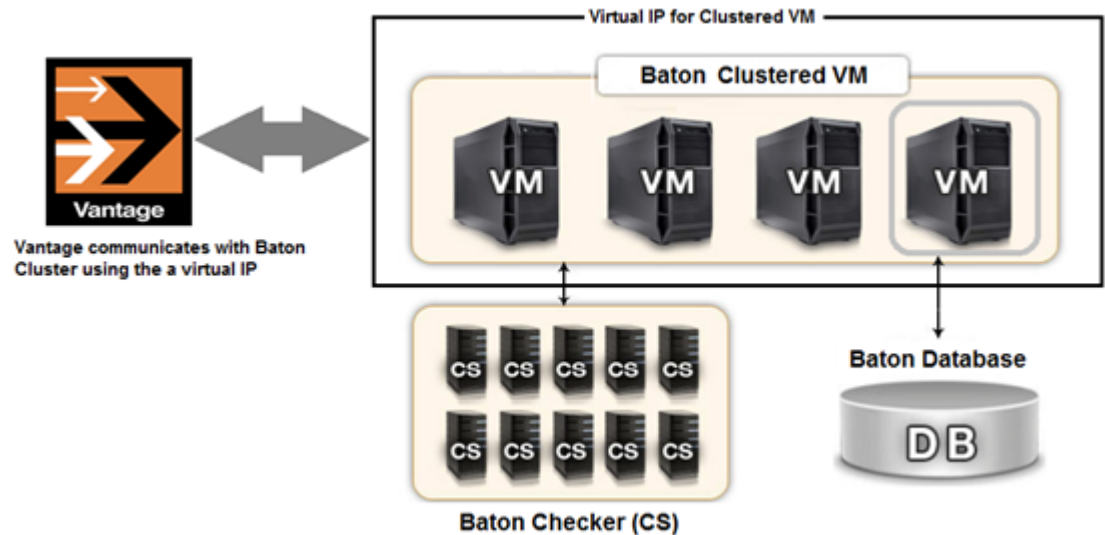 Virtual IP for Clustered VM
Baton Clustered VM
VM VM VM VM
Vantage
Vantage communicates with Baton
Cluster using the a virtual IP
CS CS CS CS CS
CS CS CS CS CS
Baton Checker (CS)
Baton Database
DB